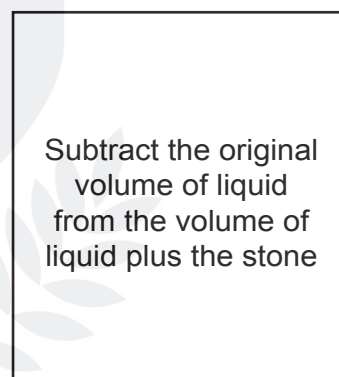 Subtract the original
volume of liquid
from the volume of
liquid plus the stone